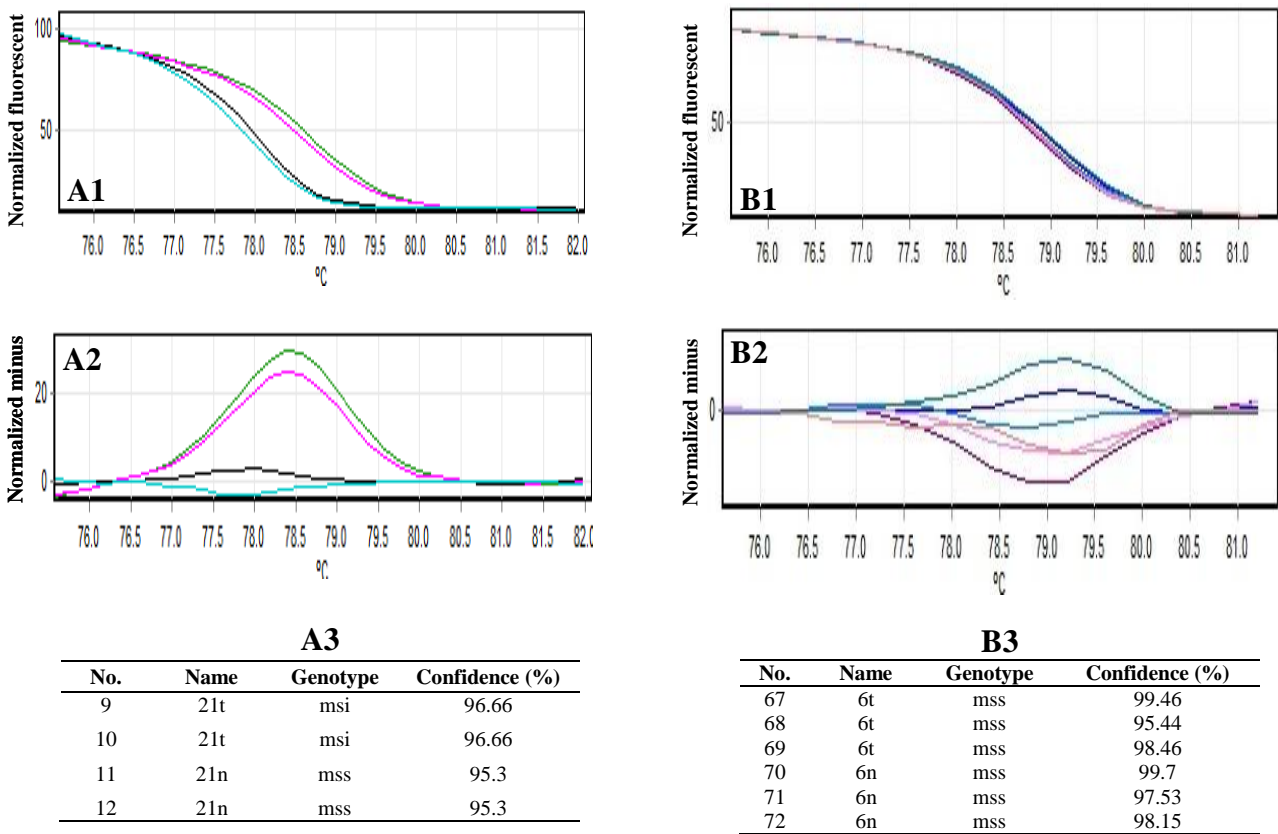 Normalized fluorescent
100
50
A1
76.0 76.5 77.0 77.5 78.0 78.5 79.0 79.5 80.0 80.5 81.0 81.5 82.0
ºC
Normalized fluorescent
50
B1
76.0 76.5 77.0 77.5 78.0 78.5 79.0 79.5 80.0 80.5 81.0
ºC
Normalized minus
A2
20
0
76.0 76.5 77.0 77.5 78.0 78.5 79.0 79.5 80.0 80.5 81.0 81.5 82.0
ºC
Normalized minus
B2
0
76.0 76.5 77.0 77.5 78.0 78.5 79.0 79.5 80.0 80.5 81.0
ºC
A3
No. Name Genotype Confidence (%)
9 21t msi 96.66
10 21t msi 96.66
11 21n mss 95.3
12 21n mss 95.3
B3
No. Name Genotype Confidence (%)
67 6t mss 99.46
68 6t mss 95.44
69 6t mss 98.46
70 6n mss 99.7
71 6n mss 97.53
72 6n mss 98.15